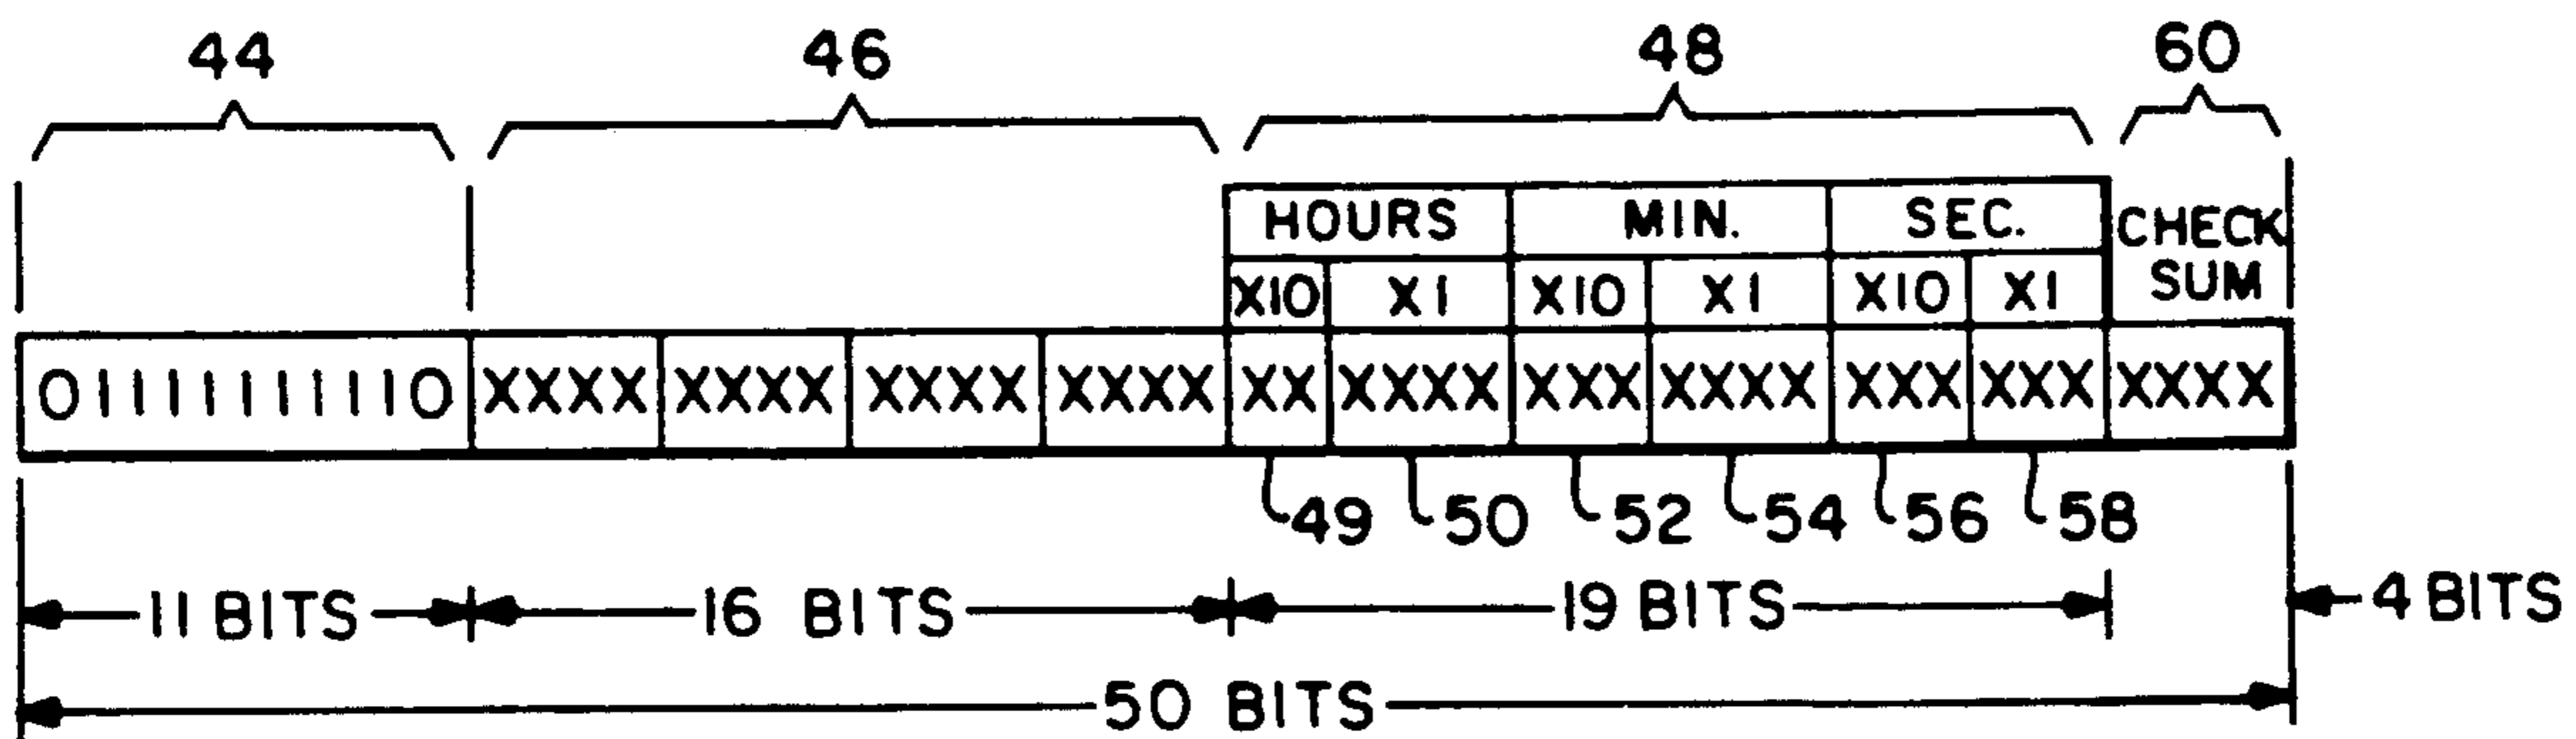 44 46 48 60
HOURS MIN. SEC. CHECK
X10 X1 X10 X1 X10 X1 SUM
01111111110 XXXX XXXX XXXX XXXX XX XXXX XXX XXXX XXX XXX XXXX
49 50 52 54 56 58
11 BITS 16 BITS 19 BITS 4 BITS
50 BITS